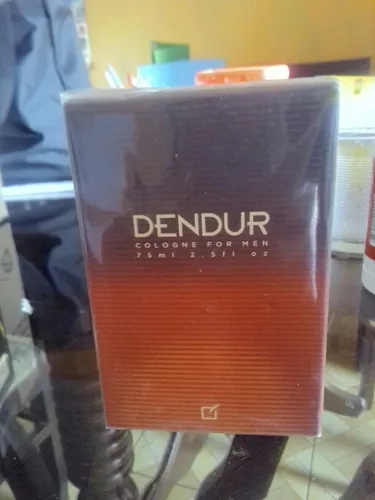 DENDUR
COLOGNE FOR MEN
75ml 2.5fl oz